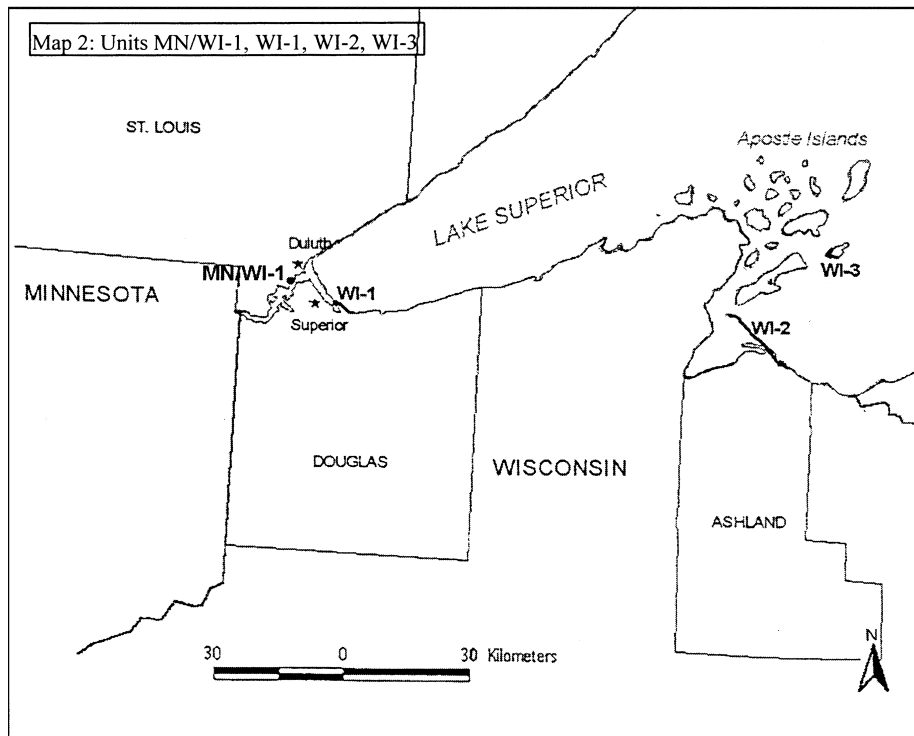 Map 2: Units MN/WI-1, WI-1, WI-2, WI-3
ST. LOUIS
Apostle Islands
LAKE SUPERIOR
Duluth
MN/WI-1
WI-3
MINNESOTA
WI-1
Superior
WI-2
DOUGLAS
WISCONSIN
ASHLAND
N
30 0 30 Kilometers